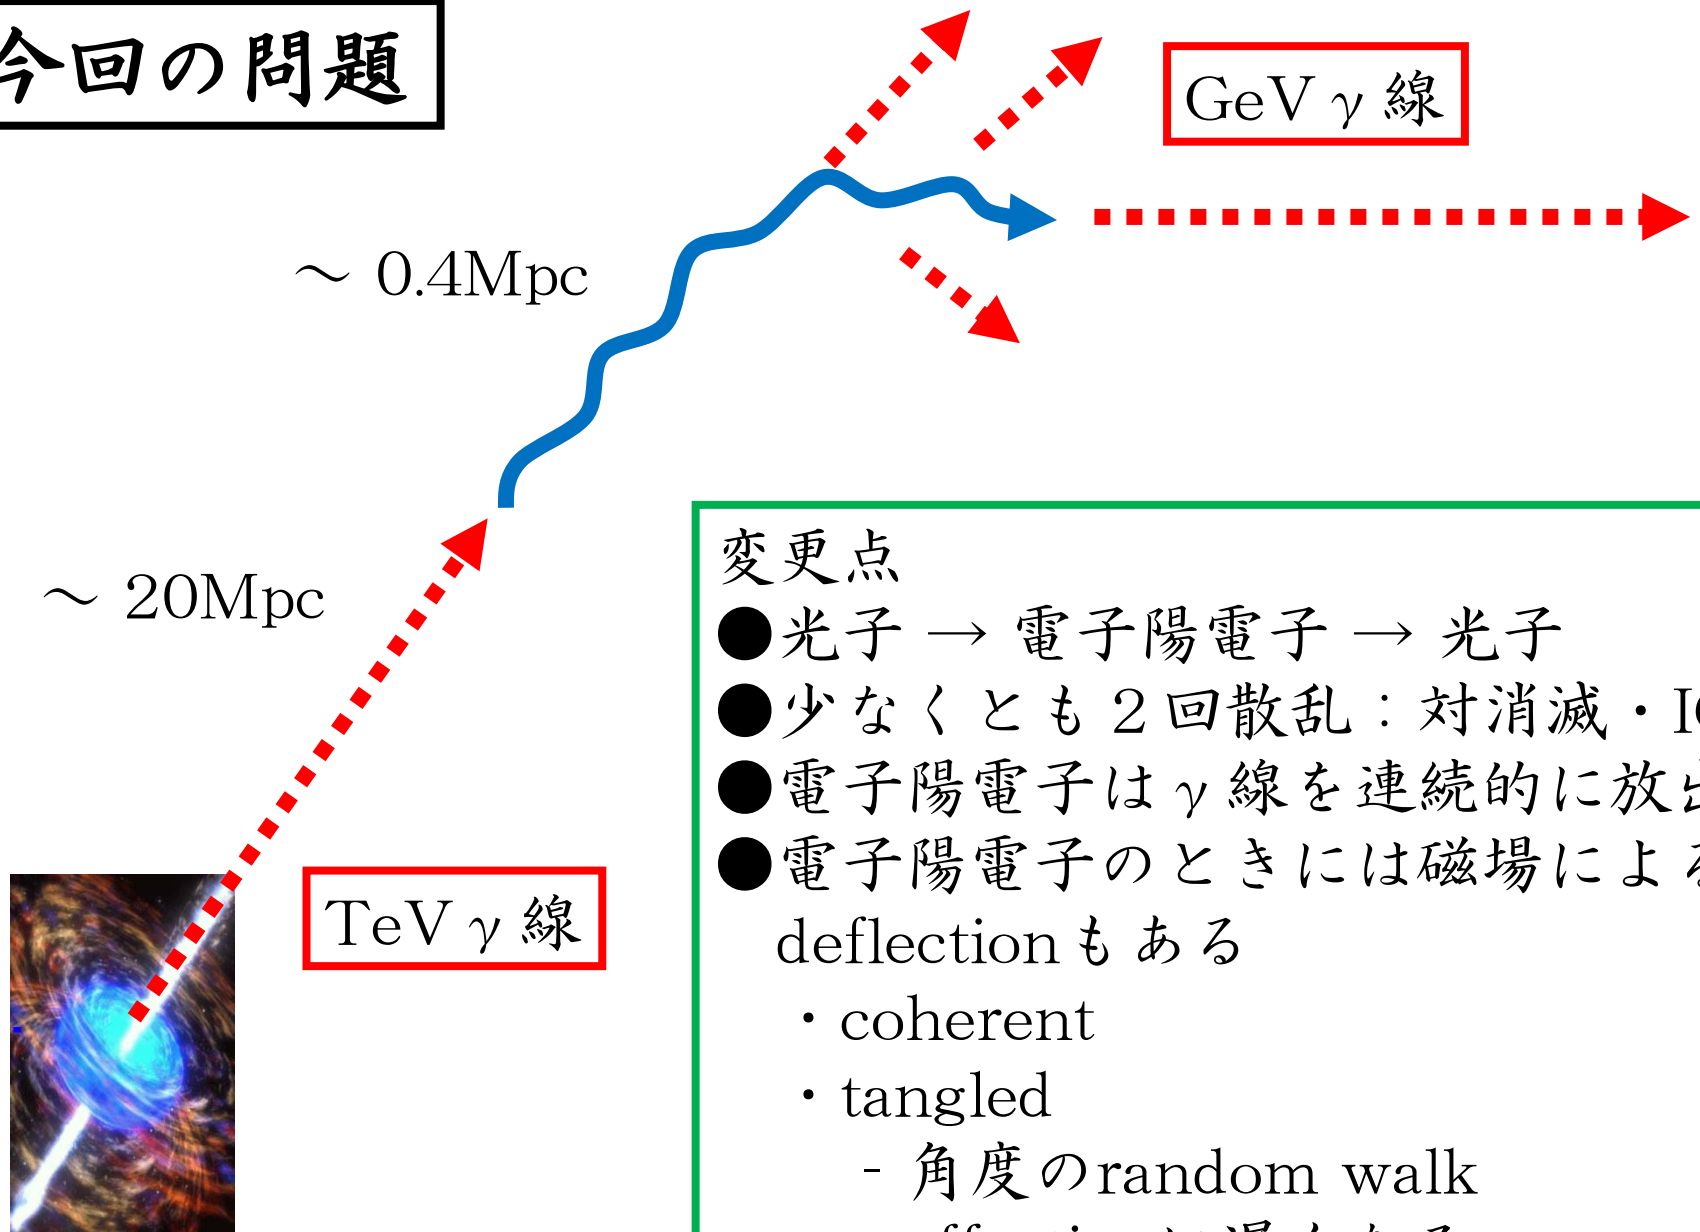 今回の問題
GeV γ 線
～ 0.4Mpc
～ 20Mpc
TeV γ 線
変更点
●光子 → 電子陽電子 → 光子
●少なくとも２回散乱：対消滅・I
●電子陽電子はγ線を連続的に放
●電子陽電子のときには磁場によ
deflectionもある
・coherent
・tangled
- 角度のrandom walk